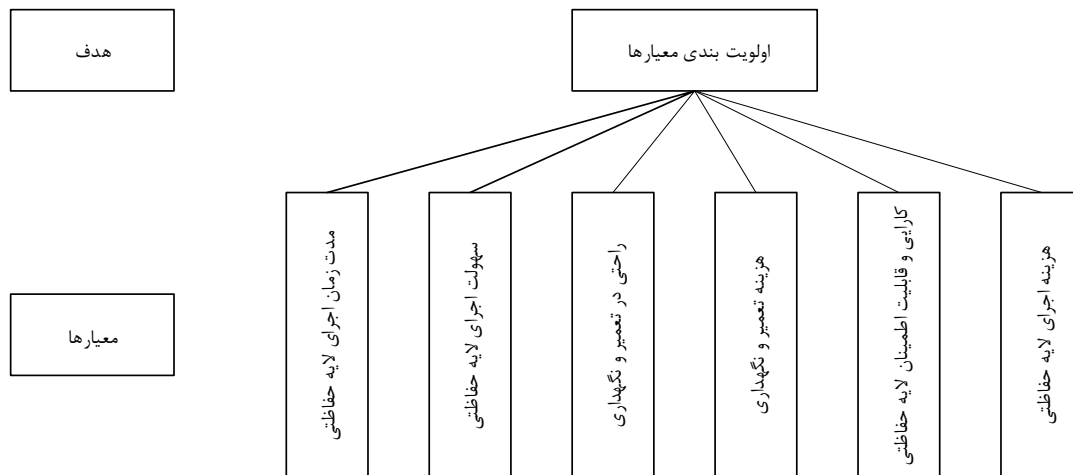 هدف
اولویت بندی معیارها
معیارها
هزینه اجرای لایه حفاظتی
کارایی و قابلیت اطمینان لایه حفاظتی
هزینه تعمیر و نگهداری
راحتی در تعمیر و نگهداری
سهولت اجرای لایه حفاظتی
مدت زمان اجرای لایه حفاظتی